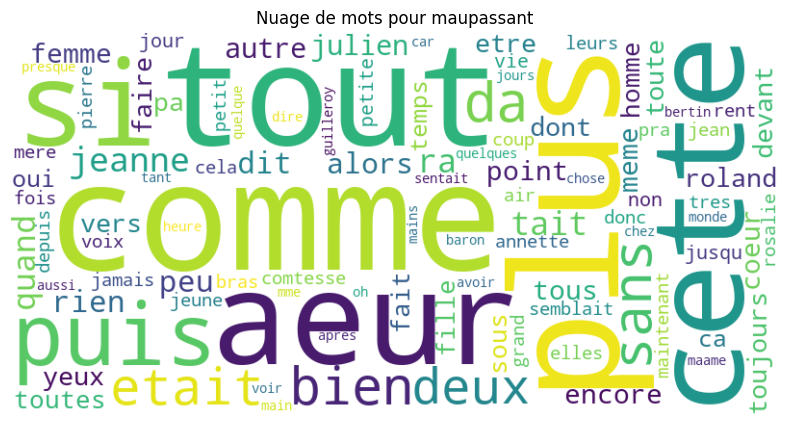 Nuage de mots pour maupassant
jour
car
femme
autre
julien
etre
leurs
presque
vie
jours
si
tout
plus
cette
homme
toute
pierre
faire
pa
petit
quelque
dire
guilleroy
petite
temps
da
coup
dont
meme
bertin
rent
pra
jean
devant
mere
oui
fois
jeanne
cela
dit
tant
alors
ra
quelques
sentait
point
chose
non
roland
tres
monde
comme
air
tait
donc
chez
quand
depuis
vers
voix
heure
mains
baron
annette
sans
jusqu
coeur
rosalie
aussi
jamais
peu
bras
comtesse
avoir
rien
jeune
mme
oh
fait
fille
tous
semblait
ca
toujours
maintenant
puis
aeur
apres
sous
grand
elles
maame
yeux
toutes
etait
voir
main
bien
deux
encore